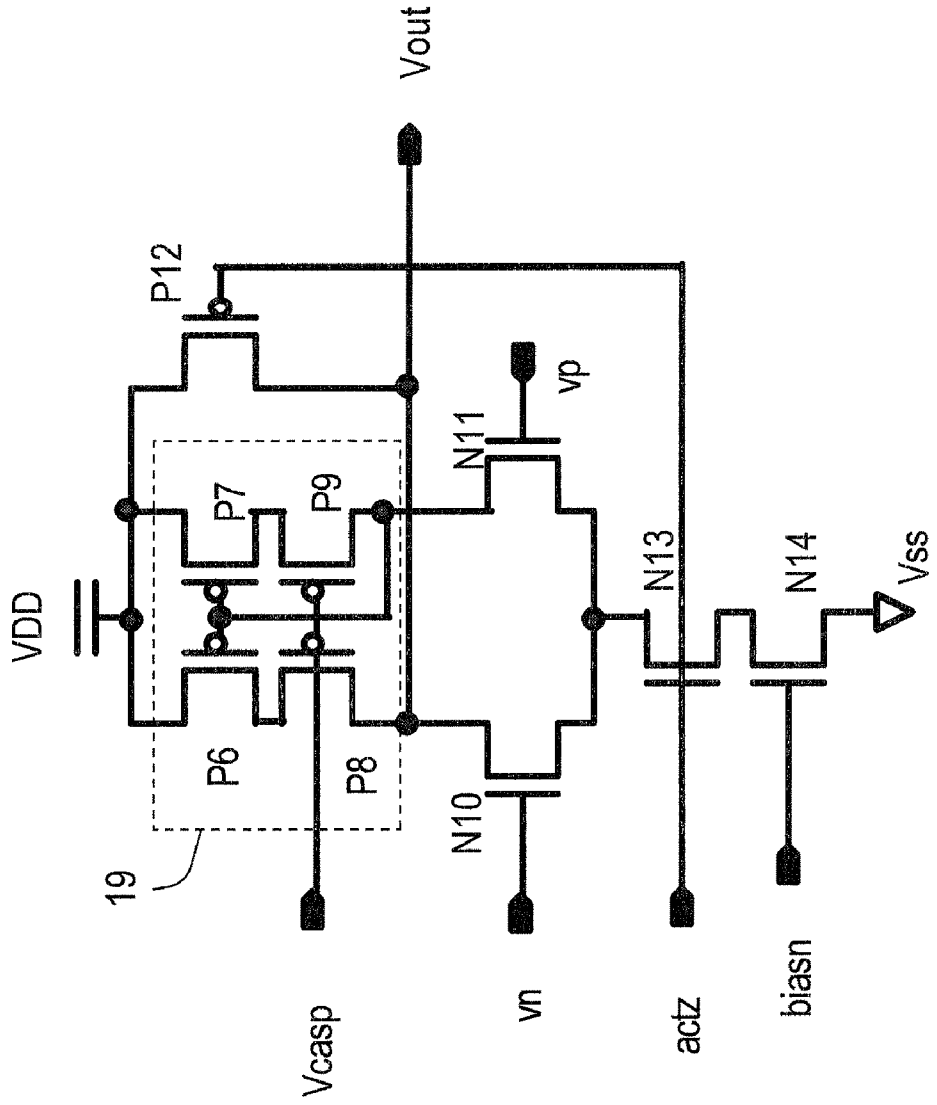 VDD
P12
Vout
P7
P9
P6
P8
19
Vcasp
N10
N11
vn
vp
actz
N13
N14
biasn
Vss